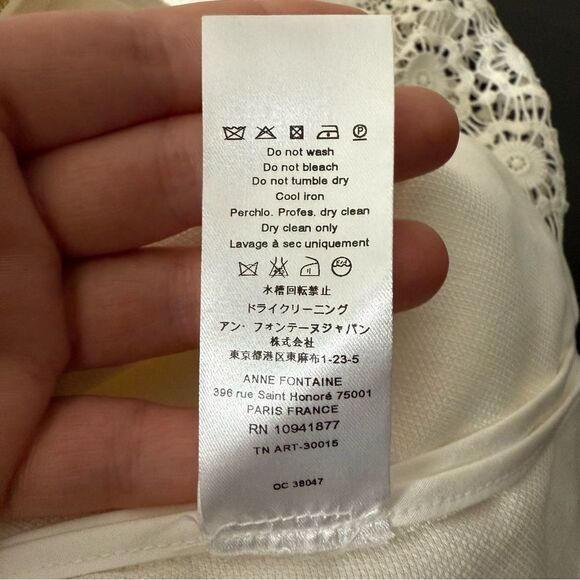 Do not wash
Do not bleach
Do not tumble dry
Cool iron
Perchlo. Profes. dry clean
Dry clean only
Lavage à sec uniquement
水槽回転禁止
ドライクリーニング
アン・フォンテーヌジャパン
株式会社
東京都港区東麻布1-23-5
ANNE FONTAINE
396 rue Saint Honoré 75001
PARIS FRANCE
RN 10941877
TN ART-30015
OC 38047